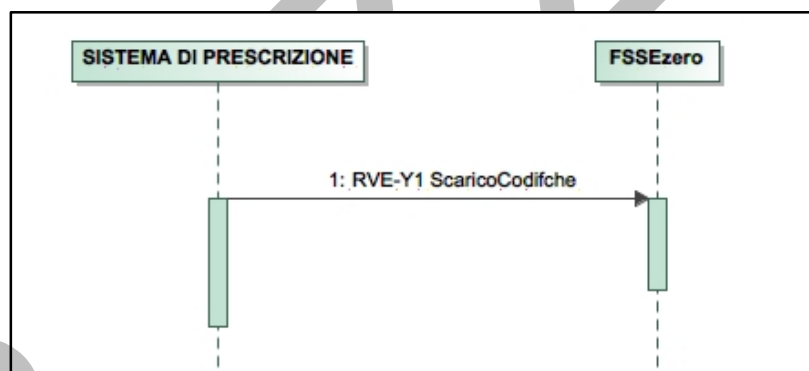 SISTEMA DI PRESCRIZIONE
FSSEzero
1: RVE-Y1 ScaricoCodifche